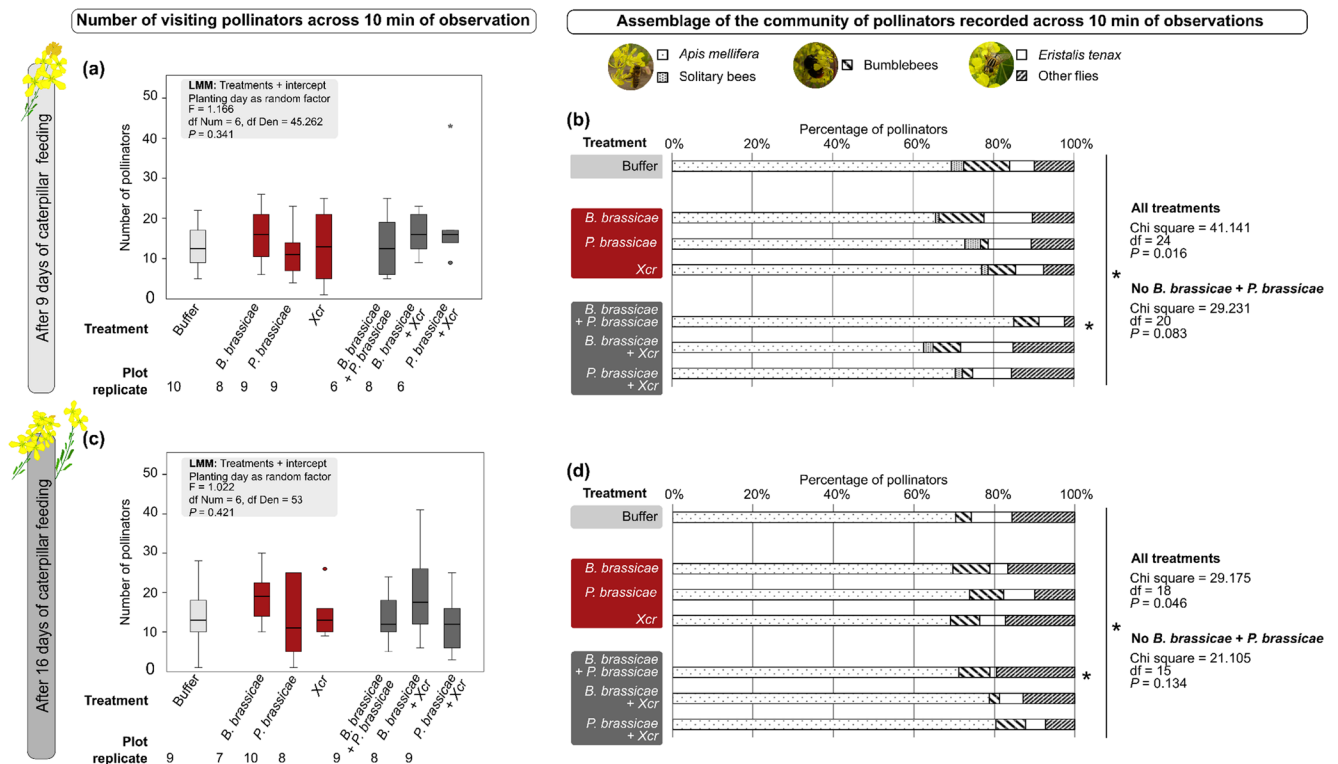 Number of visiting pollinators across 10 min of observation
Assemblage of the community of pollinators recorded across 10 min of observations
Apis mellifera
Solitary bees
Bumblebees
Eristalis tenax
Other flies
After 9 days of caterpillar feeding
(a)
LMM: Treatments + intercept
Planting day as random factor
F = 1.166
df Num = 6, df Den = 45.262
P = 0.341
Number of pollinators
50
40
30
20
10
0
*
Treatment
Buffer
B. brassicae
P. brassicae
Xcr
B. brassicae
+ P. brassicae
B. brassicae
+ Xcr
P. brassicae
+ Xcr
Plot
replicate
10 8 9 9 6 8 6
(b)
Percentage of pollinators
Treatment
0% 20% 40% 60% 80% 100%
Buffer
B. brassicae
P. brassicae
Xcr
B. brassicae
+ P. brassicae
B. brassicae
+ Xcr
P. brassicae
+ Xcr
*
*
All treatments
Chi square = 41.141
df = 24
P = 0.016
No B. brassicae + P. brassicae
Chi square = 29.231
df = 20
P = 0.083
After 16 days of caterpillar feeding
(c)
LMM: Treatments + intercept
Planting day as random factor
F = 1.022
df Num = 6, df Den = 53
P = 0.421
Number of pollinators
50
40
30
20
10
0
Treatment
Buffer
B. brassicae
P. brassicae
Xcr
B. brassicae
+ P. brassicae
B. brassicae
+ Xcr
P. brassicae
+ Xcr
Plot
replicate
9 7 10 8 9 8 9
(d)
Percentage of pollinators
Treatment
0% 20% 40% 60% 80% 100%
Buffer
B. brassicae
P. brassicae
Xcr
B. brassicae
+ P. brassicae
B. brassicae
+ Xcr
P. brassicae
+ Xcr
*
*
All treatments
Chi square = 29.175
df = 18
P = 0.046
No B. brassicae + P. brassicae
Chi square = 21.105
df = 15
P = 0.134